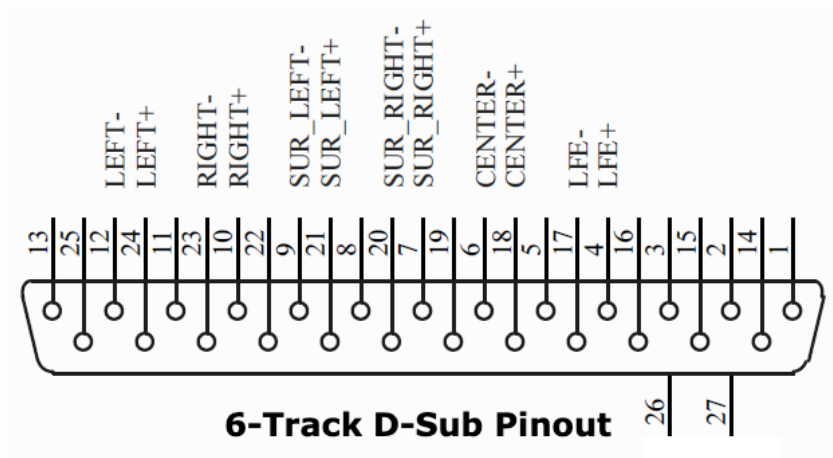 LEFT-
LEFT+
RIGHT-
RIGHT+
SUR_LEFT-
SUR_LEFT+
SUR_RIGHT-
SUR_RIGHT+
CENTER-
CENTER+
LFE-
LFE+
13
25
12
24
11
23
10
22
9
21
8
20
7
19
6
18
5
17
4
16
3
15
2
14
1
26
27
6-Track D-Sub Pinout